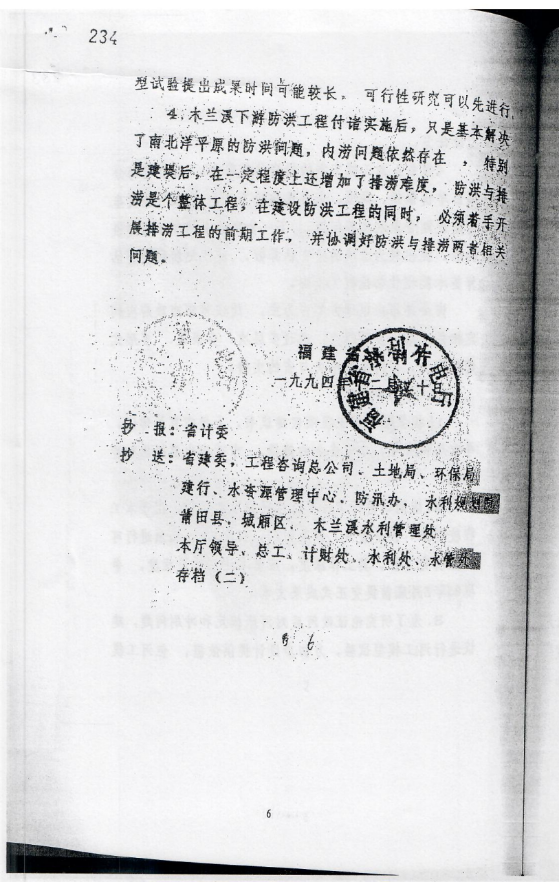 234
型试验提出成果时间可能较长。 可行性研究可以先进行,
4.木兰溪下游防洪工程付诸实施后,只是基本解决
了南北洋平原的防洪问题,内涝问题依然存在 , 特别
是建堤后,在一定程度上还增加了排涝难度, 防洪与排
涝是个整体工程,在建设防洪工程的同时, 必须着手开
展排涝工程的前期工作, 并协调好防洪与排涝两者相关
问题。
福建省水利水电厅
一九九四年 二 十
抄 报:省计委
抄 送:省建委,工程咨询总公司、土地局、环保局
建行、水资源管理中心、防汛办, 水利规划院
莆田县,城厢区、 木兰溪水利管理处
本厅领导、总工、计财处、水利处、水管处
存档(二)
6
6